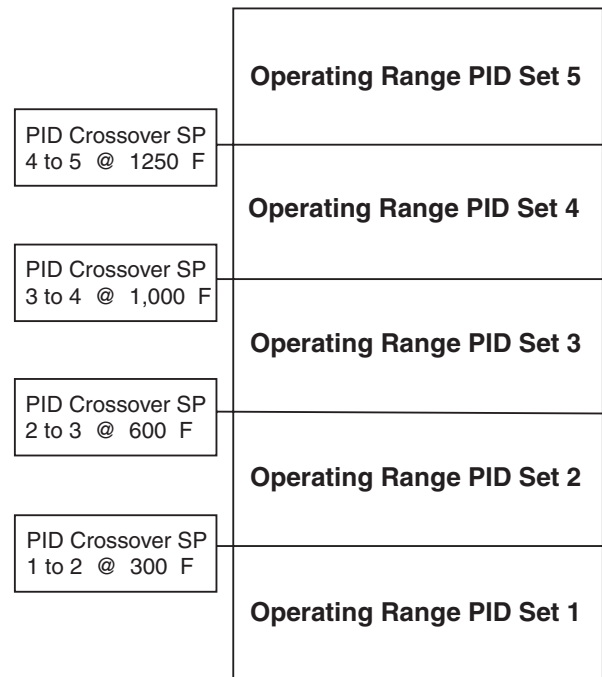 Operating Range PID Set 5
PID Crossover SP
4 to 5 @ 1250 F
Operating Range PID Set 4
PID Crossover SP
3 to 4 @ 1,000 F
Operating Range PID Set 3
PID Crossover SP
2 to 3 @ 600 F
Operating Range PID Set 2
PID Crossover SP
1 to 2 @ 300 F
Operating Range PID Set 1